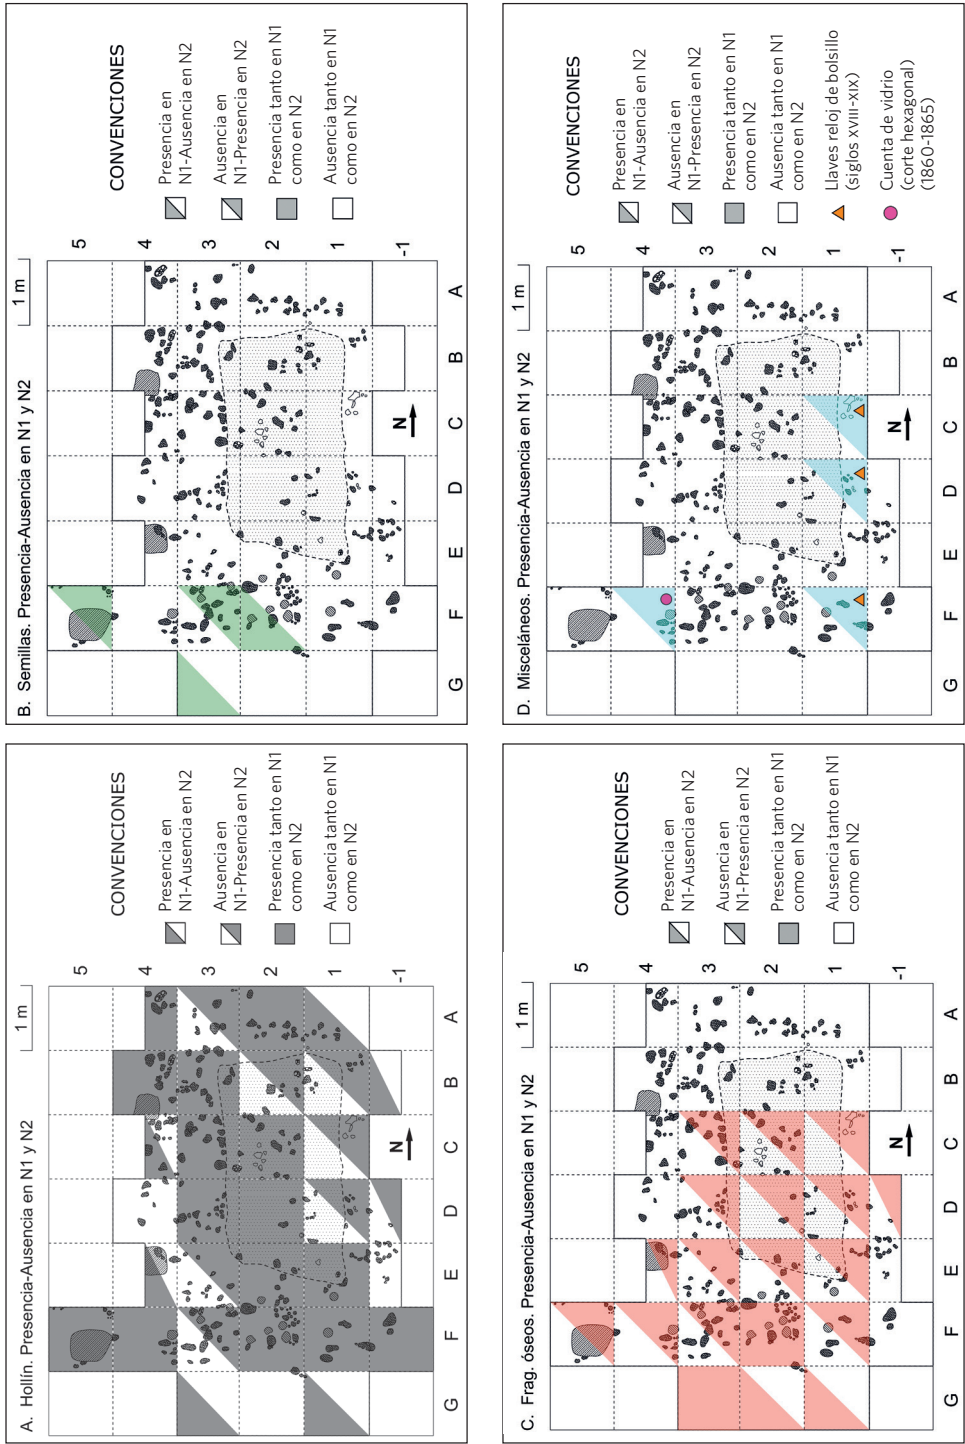 A. Hollín. Presencia-Ausencia en N1 y N2
1 m
5
4
3
2
1
-1
G F E D C B A
N
CONVENCIONES
Presencia en
N1-Ausencia en N2
Ausencia en
N1-Presencia en N2
Presencia tanto en N1
como en N2
Ausencia tanto en N1
como en N2
B. Semillas. Presencia-Ausencia en N1 y N2
1 m
5
4
3
2
1
-1
G F E D C B A
N
CONVENCIONES
Presencia en
N1-Ausencia en N2
Ausencia en
N1-Presencia en N2
Presencia tanto en N1
como en N2
Ausencia tanto en N1
como en N2
C. Frag. óseos. Presencia-Ausencia en N1 y N2
1 m
5
4
3
2
1
-1
G F E D C B A
N
CONVENCIONES
Presencia en
N1-Ausencia en N2
Ausencia en
N1-Presencia en N2
Presencia tanto en N1
como en N2
Ausencia tanto en N1
como en N2
D. Misceláneos. Presencia-Ausencia en N1 y N2
1 m
5
4
3
2
1
-1
G F E D C B A
N
CONVENCIONES
Presencia en
N1-Ausencia en N2
Ausencia en
N1-Presencia en N2
Presencia tanto en N1
como en N2
Ausencia tanto en N1
como en N2
Llaves reloj de bolsillo
(siglos XVIII-XIX)
Cuenta de vidrio
(corte hexagonal)
(1860-1865)